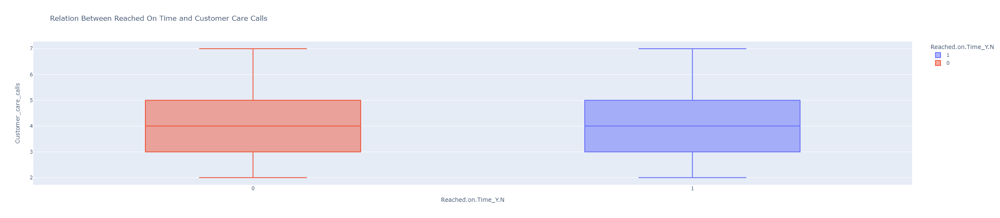 Relation Between Reached On Time and Customer Care Calls
Customer_care_calls
7
6
5
4
3
2
0
1
Reached.on.Time_Y.N
Reached.on.Time_Y.N
1
0